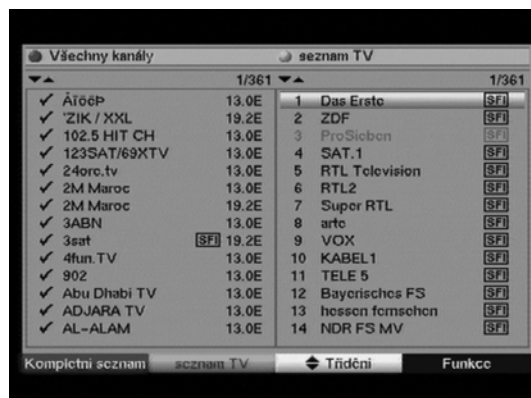 Všechny kanály
seznam TV
1/361
1/361
ÅÏöèÞ 13.0E
'ZIK / XXL 19.2E
102.5 HIT CH 13.0E
123SAT/69XTV 13.0E
24orc.tv 13.0E
2M Maroc 13.0E
2M Maroc 19.2E
3ABN 13.0E
3sat SFI 19.2E
4fun.TV 13.0E
902 13.0E
Abu Dhabi TV 13.0E
ADJARA TV 13.0E
AL-ALAM 13.0E
1 Das Erste SFI
2 ZDF SFI
3 ProSieben SFI
4 SAT.1 SFI
5 RTL Television SFI
6 RTL2 SFI
7 Super RTL SFI
8 arte SFI
9 VOX SFI
10 KABEL1 SFI
11 TELE 5 SFI
12 Bayerisches FS SFI
13 hessen fernsehen SFI
14 NDR FS MV SFI
Kompletní seznam
seznam TV
Třídění
Funkce